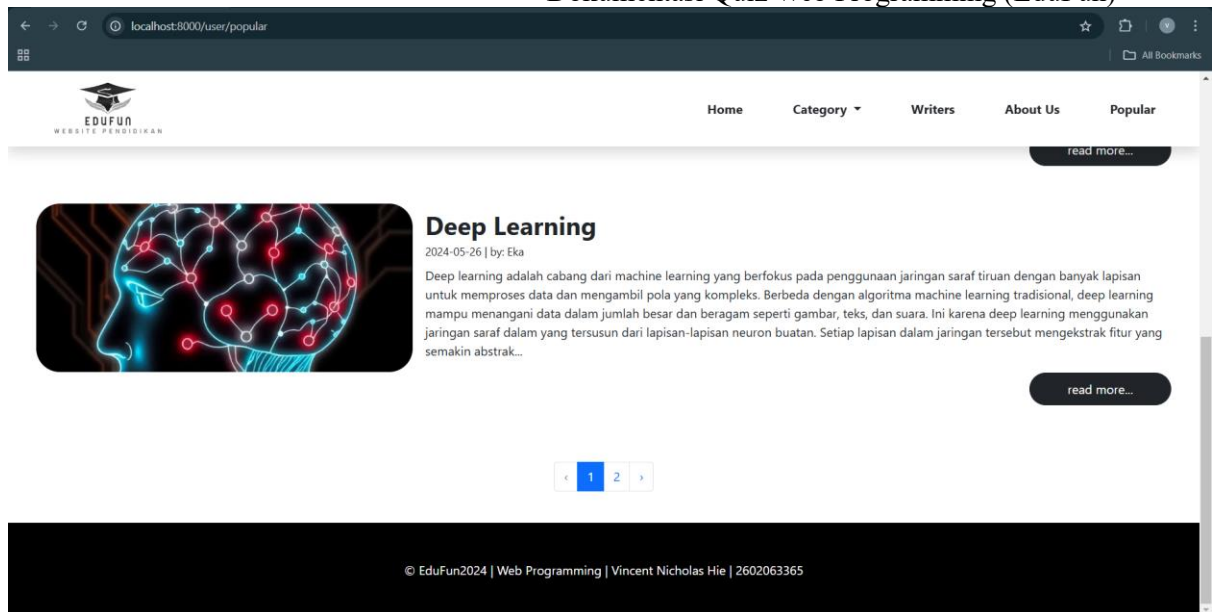 Dokumentasi Quiz Web Programming (EduFun)
localhost:8000/user/popular
All Bookmarks
EDUFUN
WEBSITE PENDIDIKAN
Home Category Writers About Us Popular
read more...
Deep Learning
2024-05-26 | by: Eka
Deep learning adalah cabang dari machine learning yang berfokus pada penggunaan jaringan saraf tiruan dengan banyak lapisan
untuk memproses data dan mengambil pola yang kompleks. Berbeda dengan algoritma machine learning tradisional, deep learning
mampu menangani data dalam jumlah besar dan beragam seperti gambar, teks, dan suara. Ini karena deep learning menggunakan
jaringan saraf dalam yang tersusun dari lapisan-lapisan neuron buatan. Setiap lapisan dalam jaringan tersebut mengekstrak fitur yang
semakin abstrak...
read more...
‹ 1 2 ›
© EduFun2024 | Web Programming | Vincent Nicholas Hie | 2602063365